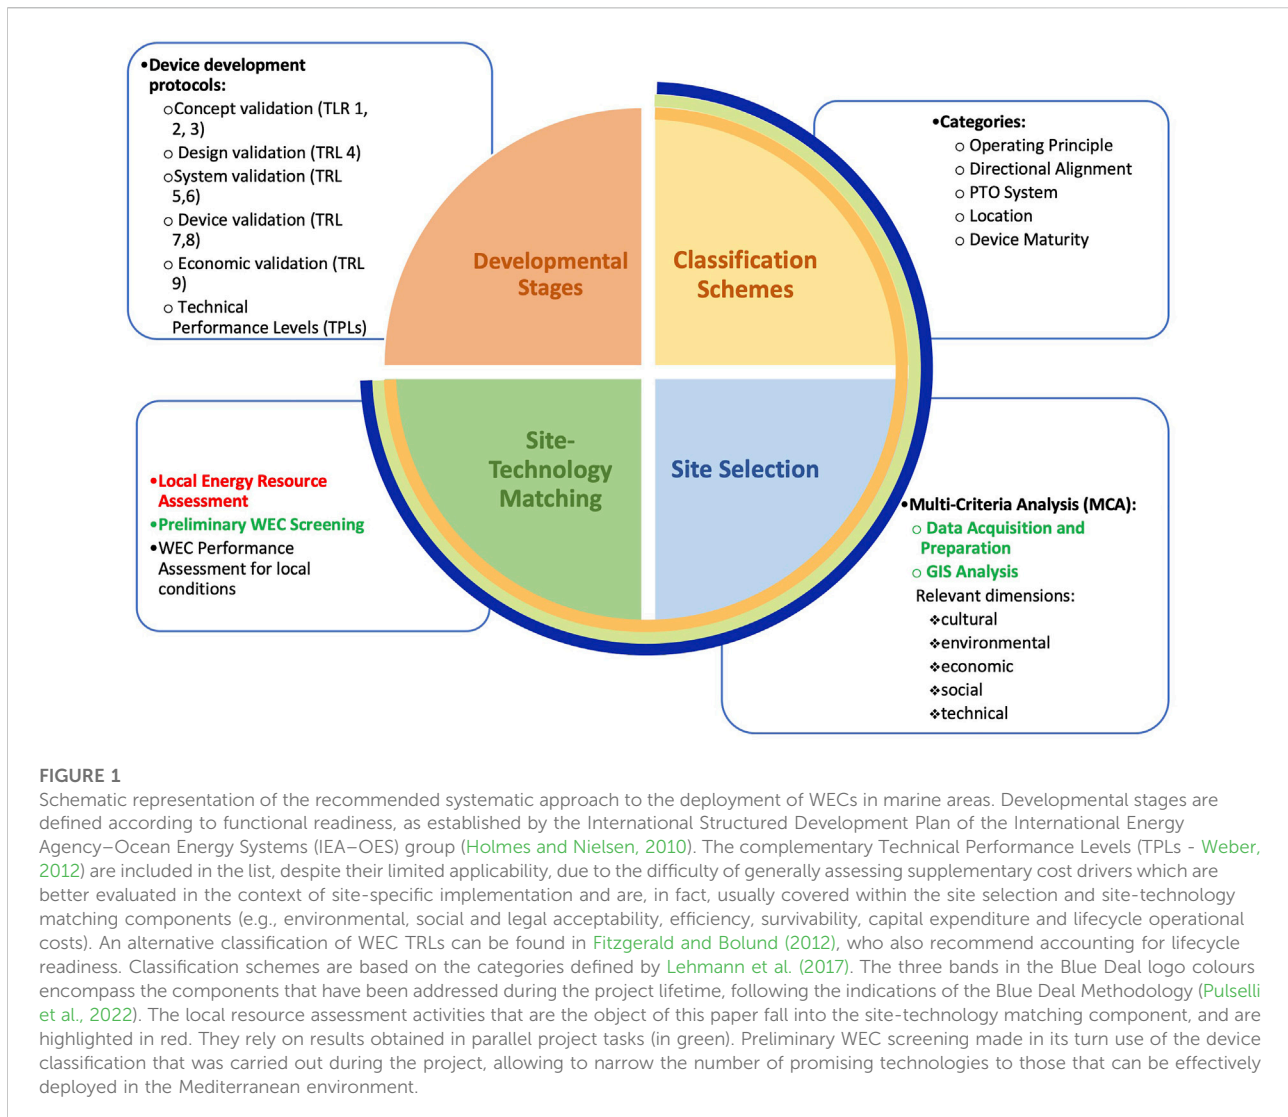 •Device development
protocols:
○Concept validation (TLR 1,
2, 3)
○ Design validation (TRL 4)
○System validation (TRL
5,6)
○ Device validation (TRL
7,8)
○ Economic validation (TRL
9)
○ Technical
Performance Levels (TPLs)
Developmental
Stages
Classification
Schemes
•Categories:
○ Operating Principle
○ Directional Alignment
○ PTO System
○ Location
○ Device Maturity
•Local Energy Resource
Assessment
•Preliminary WEC Screening
•WEC Performance
Assessment for local
conditions
Site-
Technology
Matching
Site Selection
•Multi-Criteria Analysis (MCA):
○ Data Acquisition and
Preparation
○ GIS Analysis
Relevant dimensions:
❖cultural
❖environmental
❖economic
❖social
❖technical
FIGURE 1
Schematic representation of the recommended systematic approach to the deployment of WECs in marine areas. Developmental stages are
defined according to functional readiness, as established by the International Structured Development Plan of the International Energy
Agency–Ocean Energy Systems (IEA–OES) group (Holmes and Nielsen, 2010). The complementary Technical Performance Levels (TPLs - Weber,
2012) are included in the list, despite their limited applicability, due to the difficulty of generally assessing supplementary cost drivers which are
better evaluated in the context of site-specific implementation and are, in fact, usually covered within the site selection and site-technology
matching components (e.g., environmental, social and legal acceptability, efficiency, survivability, capital expenditure and lifecycle operational
costs). An alternative classification of WEC TRLs can be found in Fitzgerald and Bolund (2012), who also recommend accounting for lifecycle
readiness. Classification schemes are based on the categories defined by Lehmann et al. (2017). The three bands in the Blue Deal logo colours
encompass the components that have been addressed during the project lifetime, following the indications of the Blue Deal Methodology (Pulselli
et al., 2022). The local resource assessment activities that are the object of this paper fall into the site-technology matching component, and are
highlighted in red. They rely on results obtained in parallel project tasks (in green). Preliminary WEC screening made in its turn use of the device
classification that was carried out during the project, allowing to narrow the number of promising technologies to those that can be effectively
deployed in the Mediterranean environment.